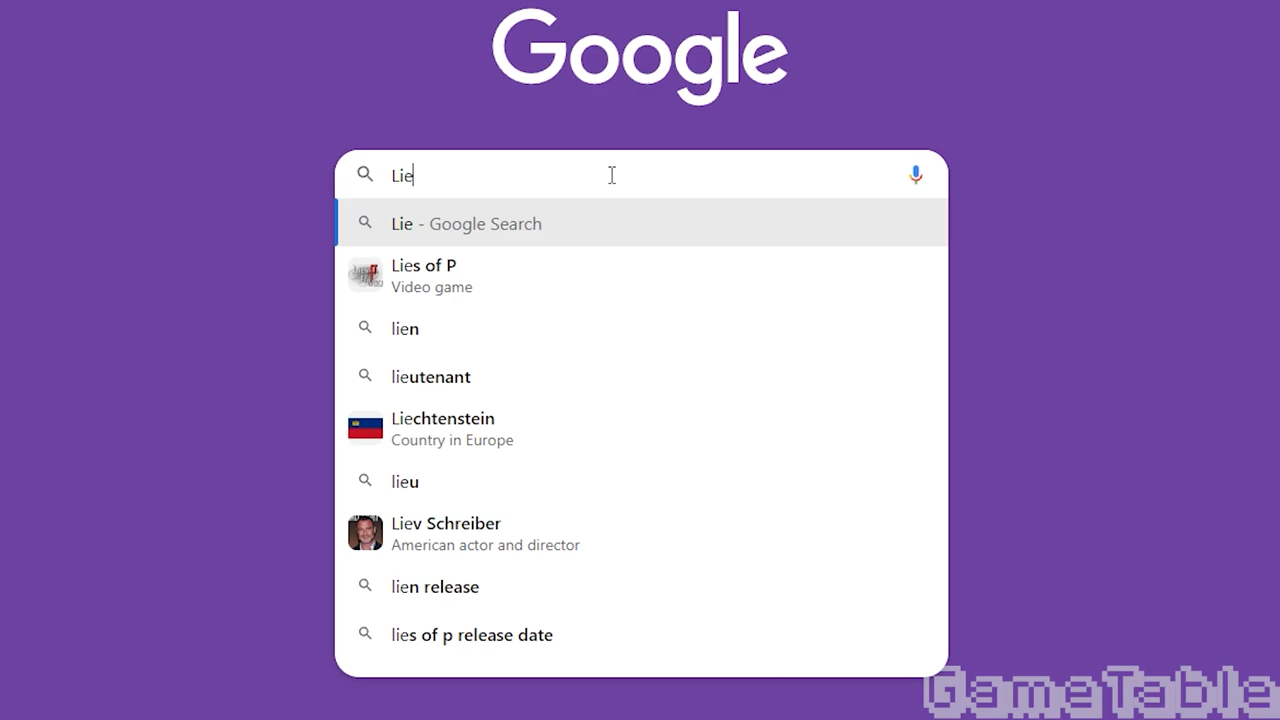 Google
Lie
Lie - Google Search
Lies of P
Video game
lien
lieutenant
Liechtenstein
Country in Europe
lieu
Liev Schreiber
American actor and director
lien release
lies of p release date
GameTable